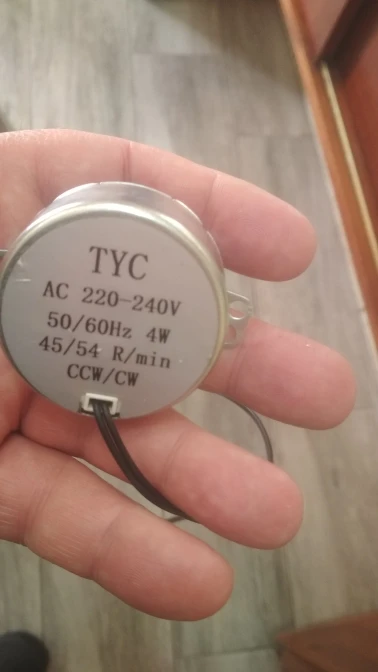 TYC
AC 220-240V
50/60Hz 4W
45/54 R/min
CCW/CW